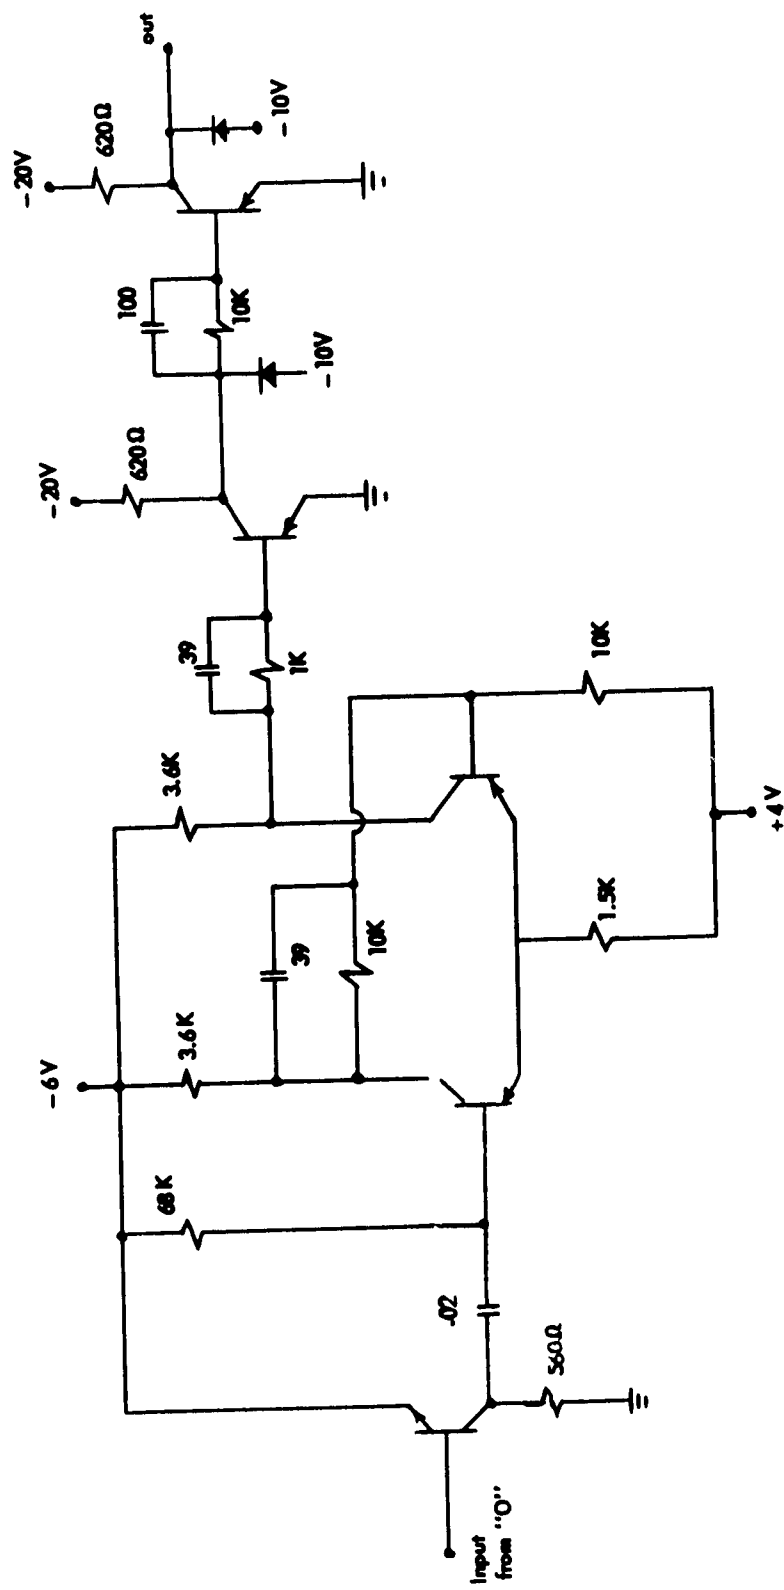 Input
from "O"
560Ω
.02
68K
-6V
3.6K
39
10K
3.6K
1.5K
+4V
10K
39
1K
-20V
620Ω
-10V
100
10K
-20V
620Ω
-10V
out